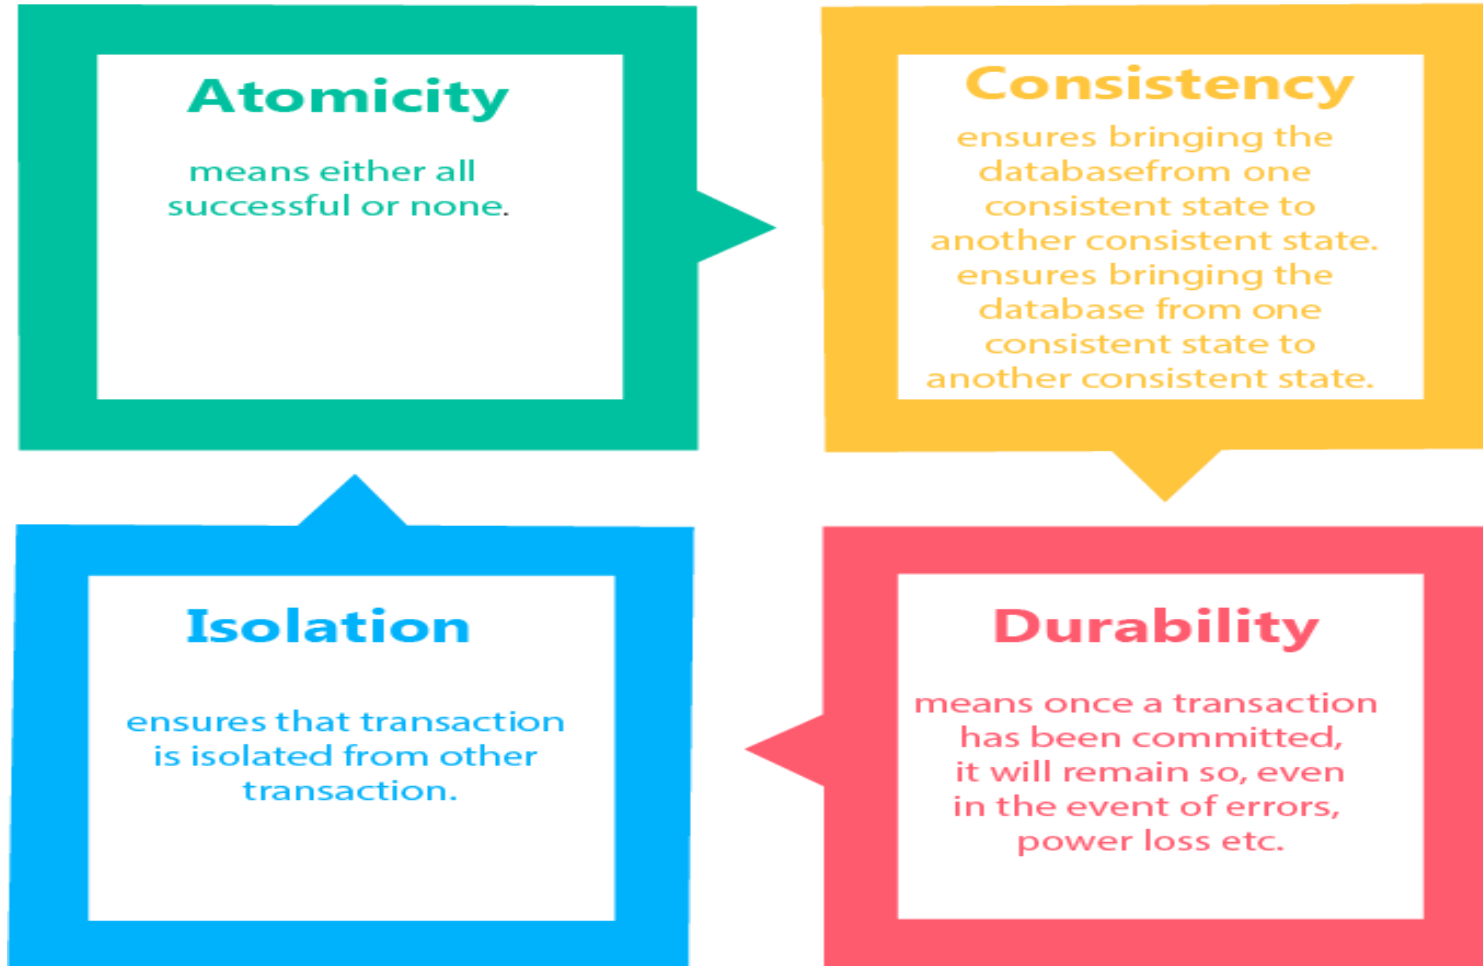 Atomicity
means either all
successful or none.
Consistency
ensures bringing the
databasefrom one
consistent state to
another consistent state.
ensures bringing the
database from one
consistent state to
another consistent state.
Isolation
ensures that transaction
is isolated from other
transaction.
Durability
means once a transaction
has been committed,
it will remain so, even
in the event of errors,
power loss etc.